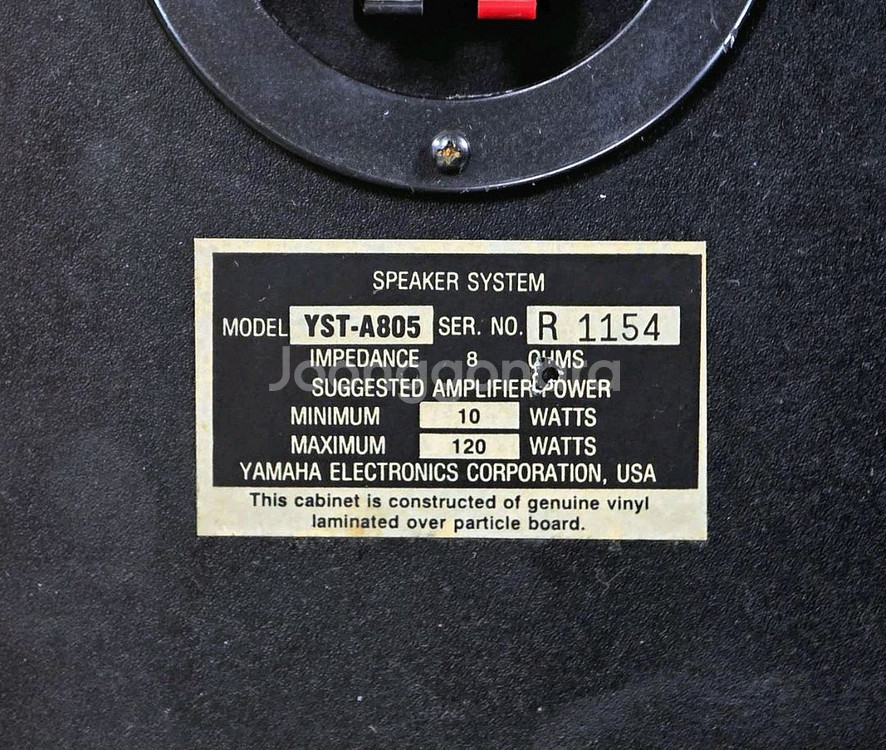 SPEAKER SYSTEM
MODEL YST-A805 SER. NO. R 1154
IMPEDANCE 8 OHMS
Joonggonara
SUGGESTED AMPLIFIER POWER
MINIMUM 10 WATTS
MAXIMUM 120 WATTS
YAMAHA ELECTRONICS CORPORATION, USA
This cabinet is constructed of genuine vinyl
laminated over particle board.